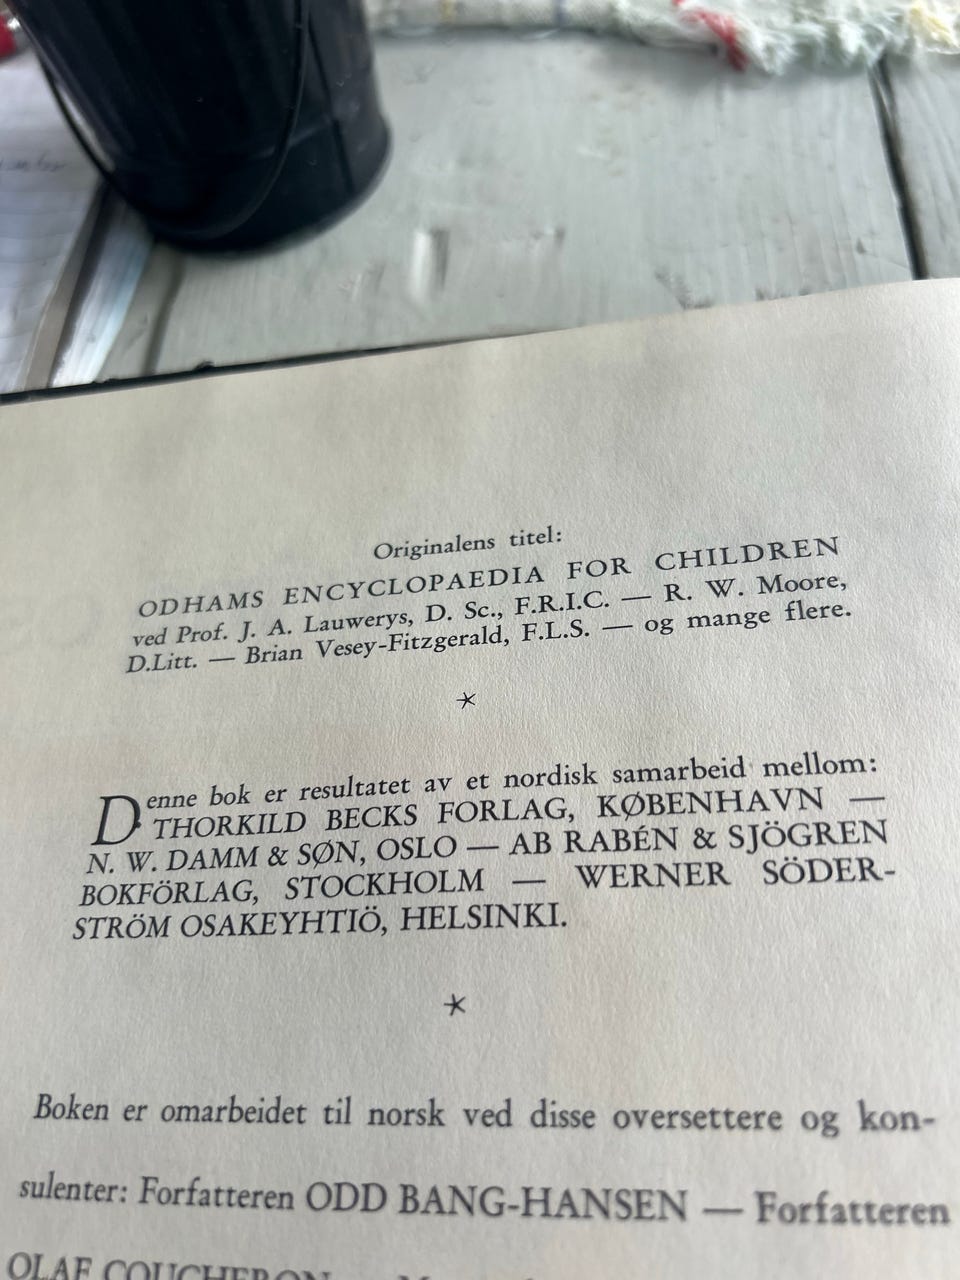 Originalens titel:
ODHAMS ENCYCLOPAEDIA FOR CHILDREN
ved Prof. J. A. Lauwerys, D. Sc., F.R.I.C. — R. W. Moore,
D.Litt. — Brian Vesey-Fitzgerald, F.L.S. — og mange flere.
*
Denne bok er resultatet av et nordisk samarbeid mellom:
THORKILD BECKS FORLAG, KØBENHAVN —
N. W. DAMM & SØN, OSLO — AB RABÉN & SJÖGREN
BOKFÖRLAG, STOCKHOLM — WERNER SÖDER-
STRÖM OSAKEYHTIÖ, HELSINKI.
*
Boken er omarbeidet til norsk ved disse oversettere og kon-
sulenter: Forfatteren ODD BANG-HANSEN — Forfatteren
OLAF COUCHERON